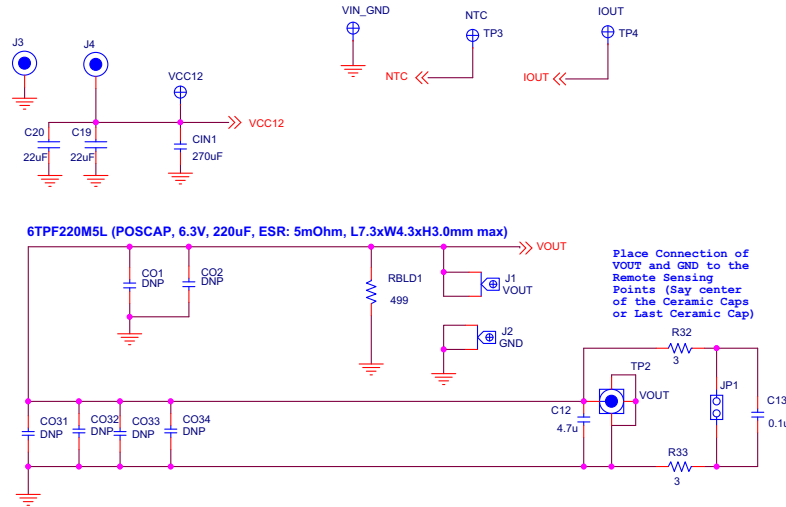 VIN_GND
NTC
TP3
IOUT
TP4
J3
J4
VCC12
NTC
IOUT
VCC12
C20
22uF
C19
22uF
CIN1
270uF
6TPF220M5L (POSCAP, 6.3V, 220uF, ESR: 5mOhm, L7.3xW4.3xH3.0mm max)
VOUT
CO1
DNP
CO2
DNP
RBLD1
499
J1
VOUT
J2
GND
Place Connection of
VOUT and GND to the
Remote Sensing
Points (Say center
of the Ceramic Caps
or Last Ceramic Cap)
R32
3
TP2
VOUT
JP1
C13
0.1u
C12
4.7u
CO31
DNP
CO32
DNP
CO33
DNP
CO34
DNP
R33
3